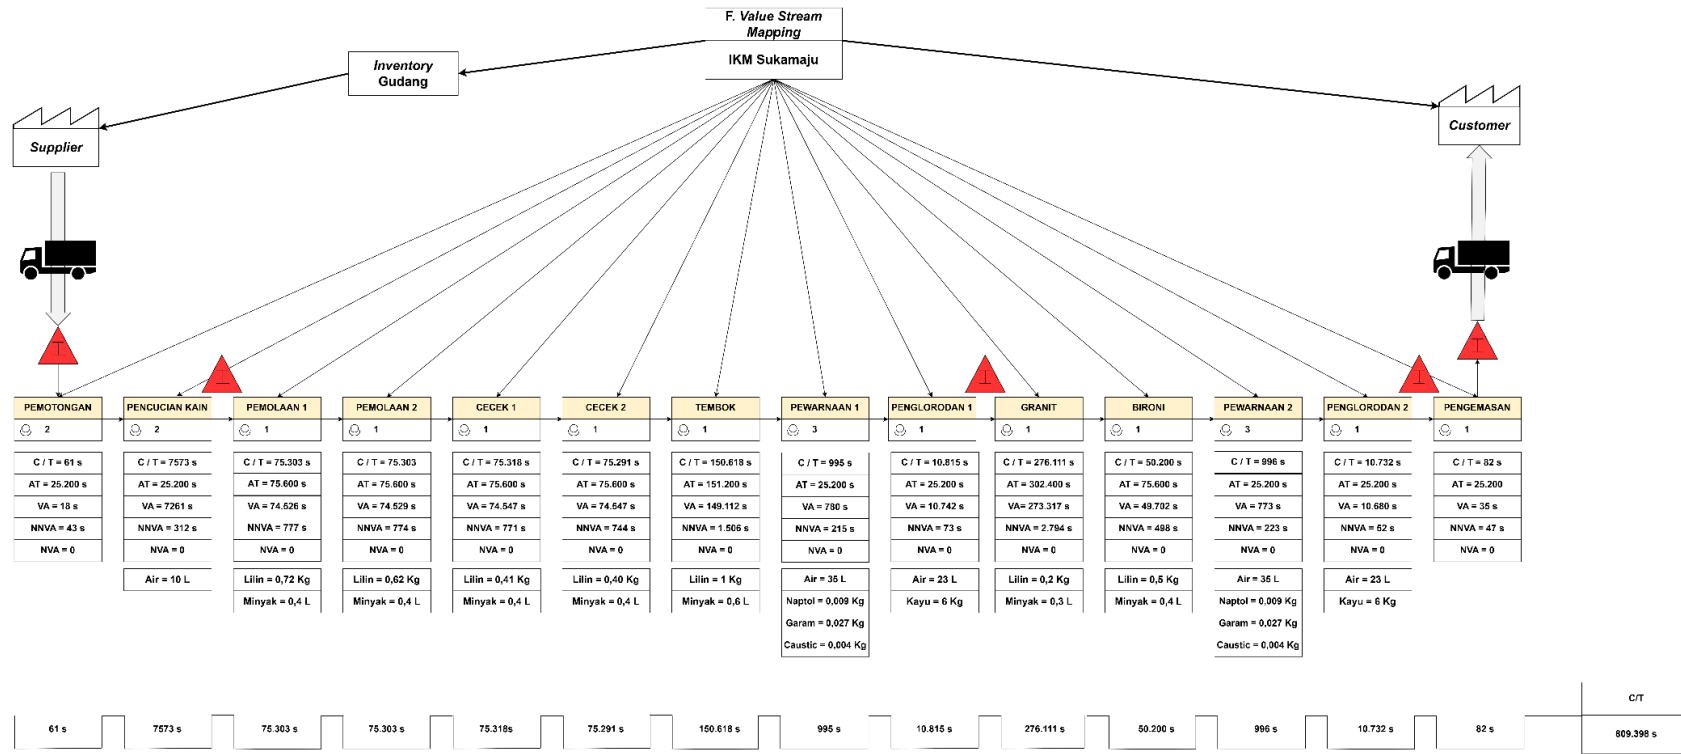 F. Value Stream
Mapping
IKM Sukamaju
Inventory
Gudang
Supplier
Customer
I
I
I
I
I
PEMOTONGAN
2
C / T = 61 s
AT = 25.200 s
VA = 18 s
NNVA = 43 s
NVA = 0
PENCUCIAN KAIN
2
C / T = 7573 s
AT = 25.200 s
VA = 7261 s
NNVA = 312 s
NVA = 0
Air = 10 L
PEMOLAAN 1
1
C / T = 75.303 s
AT = 75.600 s
VA = 74.526 s
NNVA = 777 s
NVA = 0
Lilin = 0,72 Kg
Minyak = 0,4 L
PEMOLAAN 2
1
C / T = 75.303
AT = 75.600 s
VA = 74.529 s
NNVA = 774 s
NVA = 0
Lilin = 0,62 Kg
Minyak = 0,4 L
CECEK 1
1
C / T = 75.318 s
AT = 75.600 s
VA = 74.547 s
NNVA = 771 s
NVA = 0
Lilin = 0,41 Kg
Minyak = 0,4 L
CECEK 2
1
C / T = 75.291 s
AT = 75.600 s
VA = 74.547 s
NNVA = 744 s
NVA = 0
Lilin = 0,40 Kg
Minyak = 0,4 L
TEMBOK
1
C / T = 150.618 s
AT = 151.200 s
VA = 149.112 s
NNVA = 1.506 s
NVA = 0
Lilin = 1 Kg
Minyak = 0,6 L
PEWARNAAN 1
3
C / T = 995 s
AT = 25.200 s
VA = 780 s
NNVA = 215 s
NVA = 0
Air = 35 L
Naptol = 0,009 Kg
Garam = 0,027 Kg
Caustic = 0,004 Kg
PENGLORODAN 1
1
C / T = 10.815 s
AT = 25.200 s
VA = 10.742 s
NNVA = 73 s
NVA = 0
Air = 23 L
Kayu = 6 Kg
GRANIT
1
C / T = 276.111 s
AT = 302.400 s
VA= 273.317 s
NNVA = 2.794 s
NVA = 0
Lilin = 0,2 Kg
Minyak = 0,3 L
BIRONI
1
C / T = 50.200 s
AT = 75.600 s
VA = 49.702 s
NNVA = 498 s
NVA = 0
Lilin = 0,5 Kg
Minyak = 0,4 L
PEWARNAAN 2
3
C / T = 996 s
AT = 25.200 s
VA = 773 s
NNVA = 223 s
NVA = 0
Air = 35 L
Naptol = 0,009 Kg
Garam = 0,027 Kg
Caustic = 0,004 Kg
PENGLORODAN 2
1
C / T = 10.732 s
AT = 25.200 s
VA = 10.680 s
NNVA = 52 s
NVA = 0
Air = 23 L
Kayu = 6 Kg
PENGEMASAN
1
C / T = 82 s
AT = 25.200
VA = 35 s
NNVA = 47 s
NVA = 0
61 s
7573 s
75.303 s
75.303 s
75.318s
75.291 s
150.618 s
995 s
10.815 s
276.111 s
50.200 s
996 s
10.732 s
82 s
C/T
809.398 s